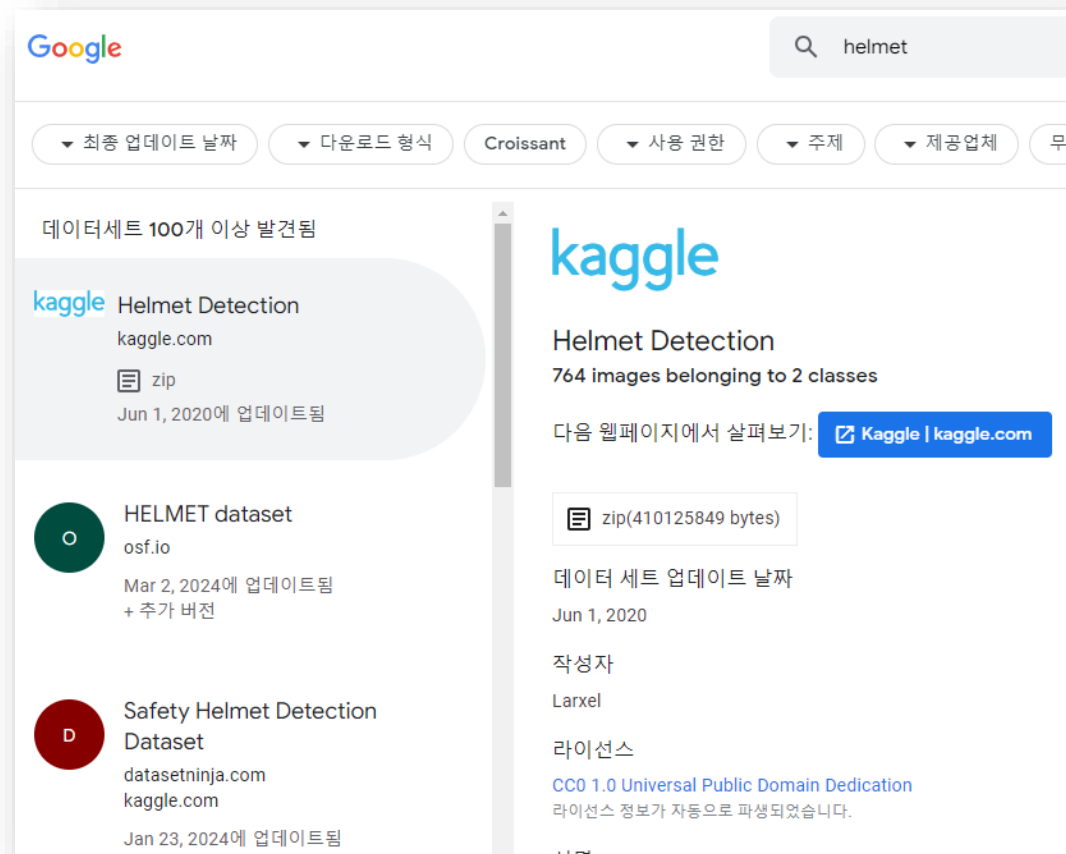 Google
helmet
최종 업데이트 날짜
다운로드 형식
Croissant
사용 권한
주제
제공업체
무
데이터세트 100개 이상 발견됨
kaggle
Helmet Detection
kaggle.com
zip
Jun 1, 2020에 업데이트됨
O
HELMET dataset
osf.io
Mar 2, 2024에 업데이트됨
+ 추가 버전
D
Safety Helmet Detection
Dataset
datasetninja.com
kaggle.com
Jan 23, 2024에 업데이트됨
kaggle
Helmet Detection
764 images belonging to 2 classes
다음 웹페이지에서 살펴보기: Kaggle | kaggle.com
zip(410125849 bytes)
데이터 세트 업데이트 날짜
Jun 1, 2020
작성자
Larxel
라이선스
CC0 1.0 Universal Public Domain Dedication
라이선스 정보가 자동으로 파생되었습니다.